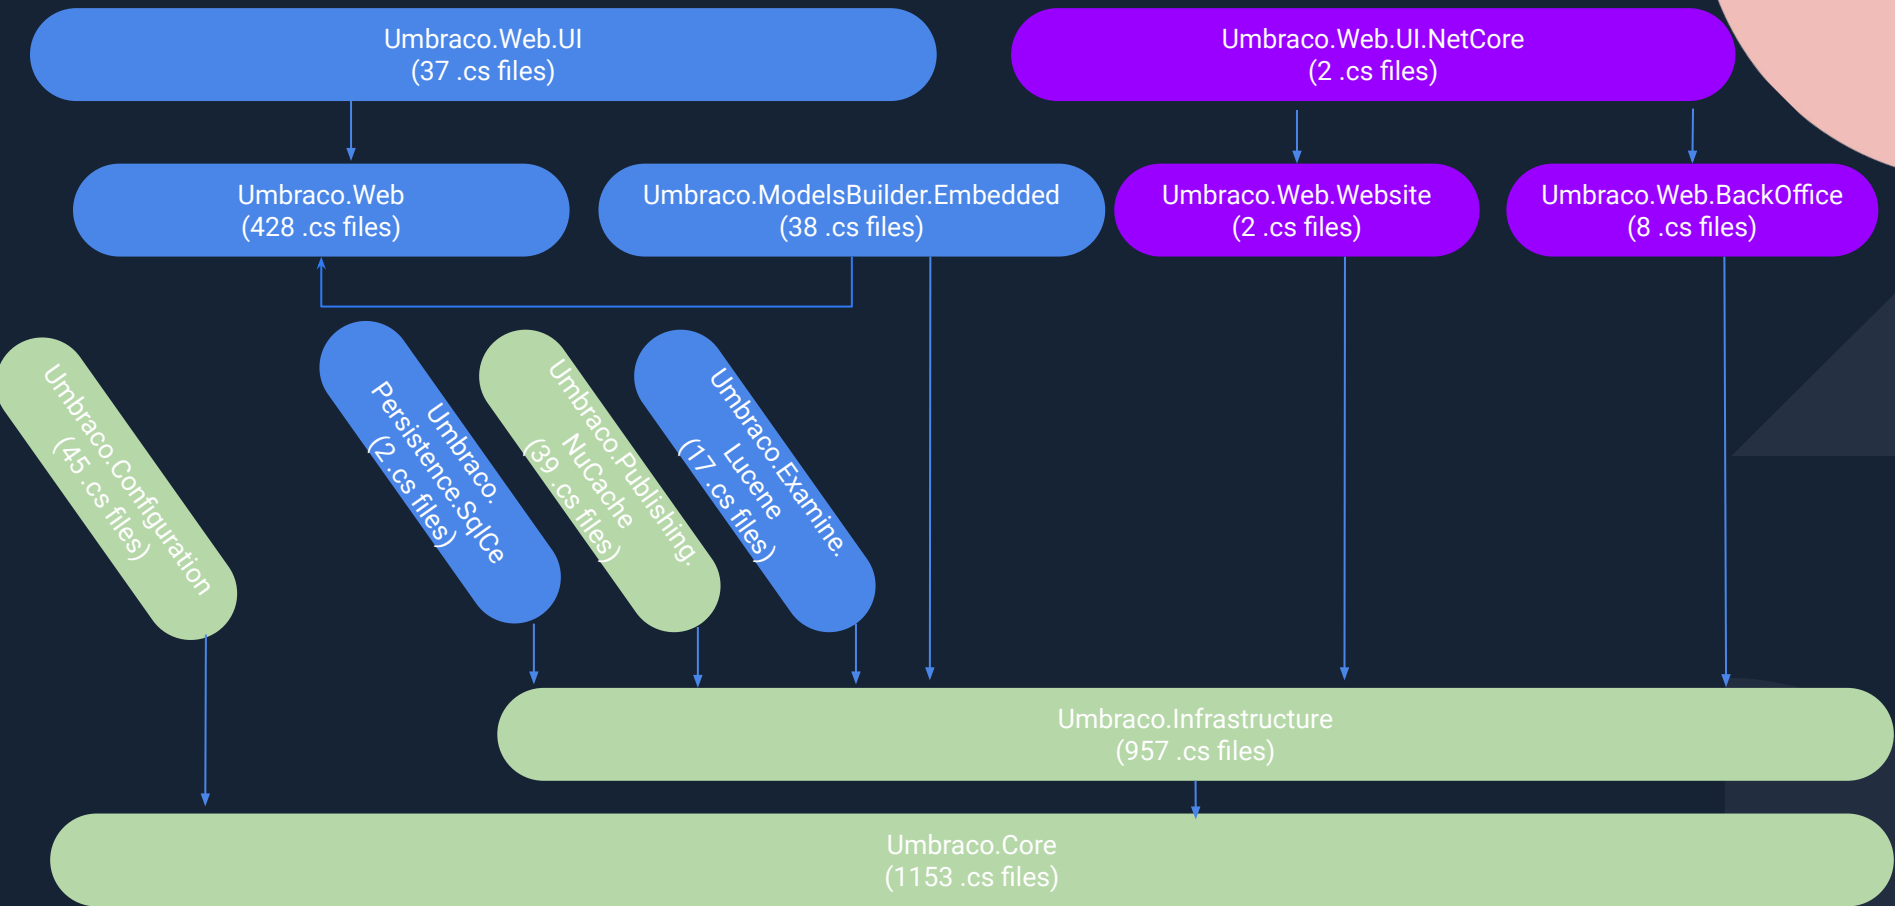 Umbraco.Web.UI
(37 .cs files)
Umbraco.Web.UI.NetCore
(2 .cs files)
Umbraco.Web
(428 .cs files)
Umbraco.ModelsBuilder.Embedded
(38 .cs files)
Umbraco.Web.Website
(2 .cs files)
Umbraco.Web.BackOffice
(8 .cs files)
Umbraco.Configuration
(45 .cs files)
Umbraco.
Persistence.SqlCe
(2 .cs files)
Umbraco.Publishing.
NuCache
(39 .cs files)
Umbraco.Examine.
Lucene
(17 .cs files)
Umbraco.Infrastructure
(957 .cs files)
Umbraco.Core
(1153 .cs files)